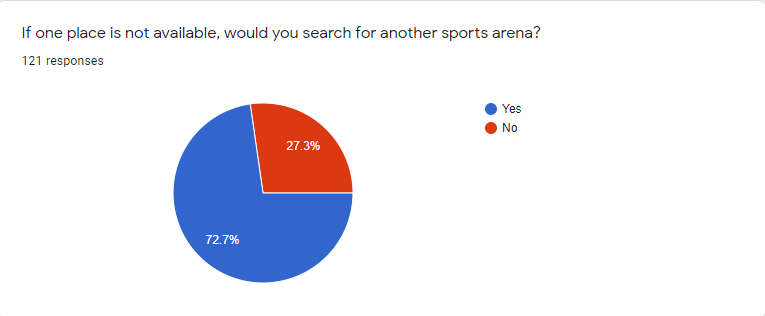 If one place is not available, would you search for another sports arena?
121 responses
Yes
No
27.3%
72.7%